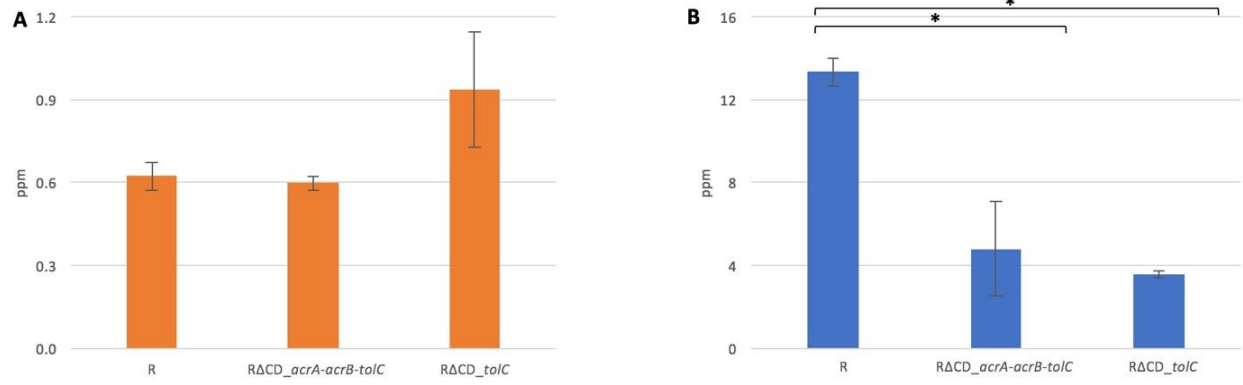 A
1.2
0.9
0.6
0.3
0.0
ppm
R
RΔCD_acrA-acrB-tolC
RΔCD_tolC
B
16
12
8
4
0
ppm
*
*
R
RΔCD_acrA-acrB-tolC
RΔCD_tolC